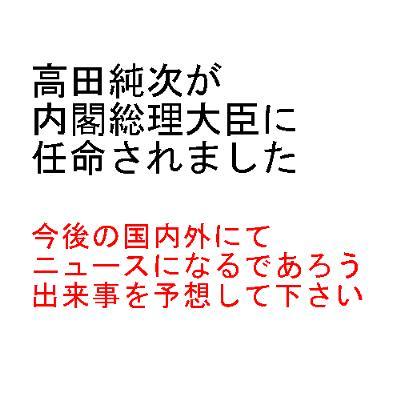 高田純次が
内閣総理大臣に
任命されました
今後の国内外にて
ニュースになるであろう
出来事を予想して下さい